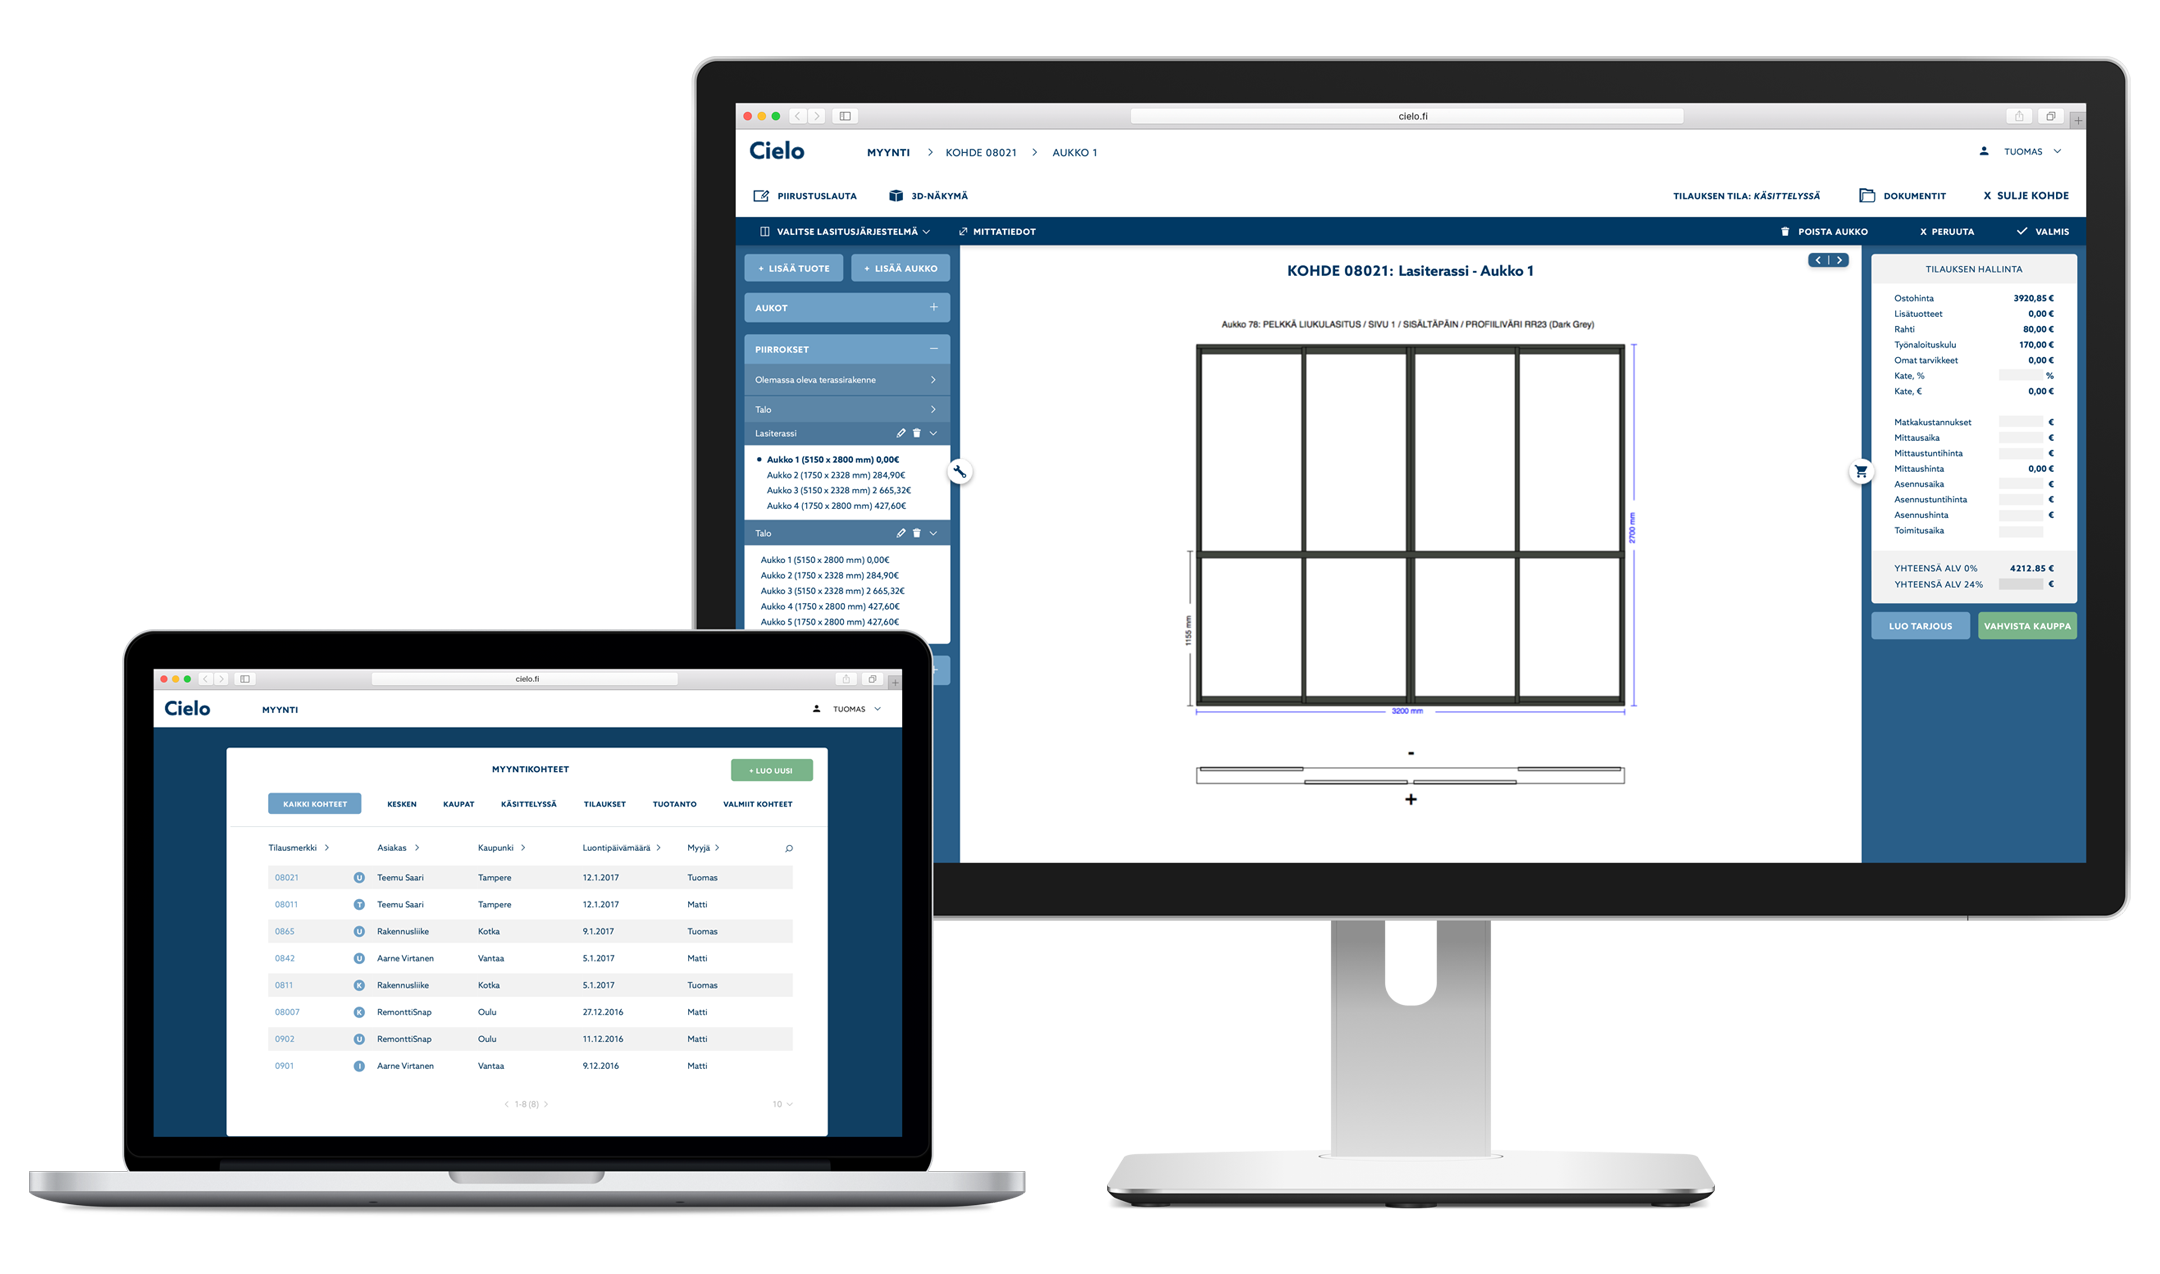 cielo.fi
Cielo
MYYNTI > KOHDE 08021 > AUKKO 1
TUOMAS
PIIRUSTUSLAUTA
3D-NÄKYMÄ
TILAUKSEN TILA: KÄSITTELYSSÄ
DOKUMENTIT
X SULJE KOHDE
VALITSE LASITUSJÄRJESTELMÄ
MITTATIEDOT
POISTA AUKKO
X PERUUTA
VALMIS
+ LISÄÄ TUOTE
+ LISÄÄ AUKKO
AUKOT +
PIIRROKSET –
Olemassa oleva terassirakenne
Talo
Lasiterassi
Aukko 1 (5150 x 2800 mm) 0,00€
Aukko 2 (1750 x 2328 mm) 284,90€
Aukko 3 (5150 x 2328 mm) 2 665,32€
Aukko 4 (1750 x 2800 mm) 427,60€
Talo
Aukko 1 (5150 x 2800 mm) 0,00€
Aukko 2 (1750 x 2328 mm) 284,90€
Aukko 3 (5150 x 2328 mm) 2 665,32€
Aukko 4 (1750 x 2800 mm) 427,60€
Aukko 5 (1750 x 2800 mm) 427,60€
KOHDE 08021: Lasiterassi - Aukko 1
Aukko 78: PELKKÄ LIUKULASITUS / SIVU 1 / SISÄLTÄPÄIN / PROFIILIVÄRI RR23 (Dark Grey)
2700 mm
1155 mm
3200 mm
-
+
TILAUKSEN HALLINTA
Ostohinta 3920,85 €
Lisätuotteet 0,00 €
Rahti 80,00 €
Työnaloituskulu 170,00 €
Omat tarvikkeet 0,00 €
Kate, % %
Kate, € 0,00 €
Matkakustannukset €
Mittausaika €
Mittaustuntihinta €
Mittaushinta 0,00 €
Asennusaika €
Asennustuntihinta €
Asennushinta €
Toimitusaika
YHTEENSÄ ALV 0% 4212.85 €
YHTEENSÄ ALV 24% €
LUO TARJOUS
VAHVISTA KAUPPA
cielo.fi
Cielo
MYYNTI
TUOMAS
MYYNTIKOHTEET
+ LUO UUSI
KAIKKI KOHTEET KESKEN KAUPAT KÄSITTELYSSÄ TILAUKSET TUOTANTO VALMIIT KOHTEET
Tilausmerkki > Asiakas > Kaupunki > Luontipäivämäärä > Myyjä >
08021 U Teemu Saari Tampere 12.1.2017 Tuomas
08011 T Teemu Saari Tampere 12.1.2017 Matti
0865 U Rakennusliike Kotka 9.1.2017 Tuomas
0842 U Aarne Virtanen Vantaa 5.1.2017 Matti
0811 K Rakennusliike Kotka 5.1.2017 Tuomas
08007 K RemonttiSnap Oulu 27.12.2016 Matti
0902 U RemonttiSnap Oulu 11.12.2016 Matti
0901 I Aarne Virtanen Vantaa 9.12.2016 Matti
< 1-8 (8) >
10